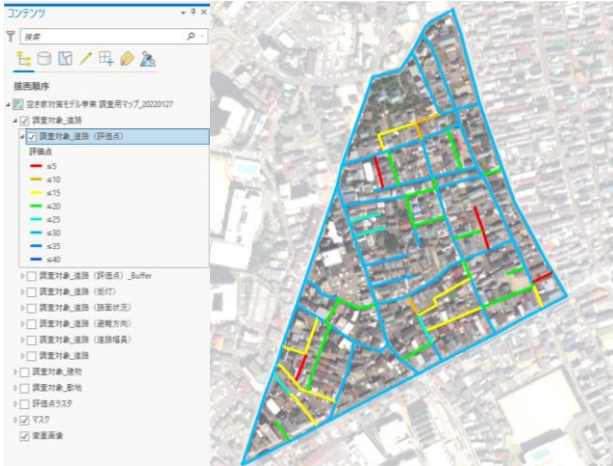 コンテンツ
検索
描画順序
空き家対策モデル事業 調査用マップ_20220127
調査対象_道路
調査対象_道路（評価点）
評価点
≤5
≤10
≤15
≤20
≤25
≤30
≤35
≤40
調査対象_道路（評価点）_Buffer
調査対象_道路（街灯）
調査対象_道路（路面状況）
調査対象_道路（避難方向）
調査対象_道路（道路幅員）
調査対象_道路
調査対象_建物
調査対象_敷地
評価点ラスタ
マスク
衛星画像